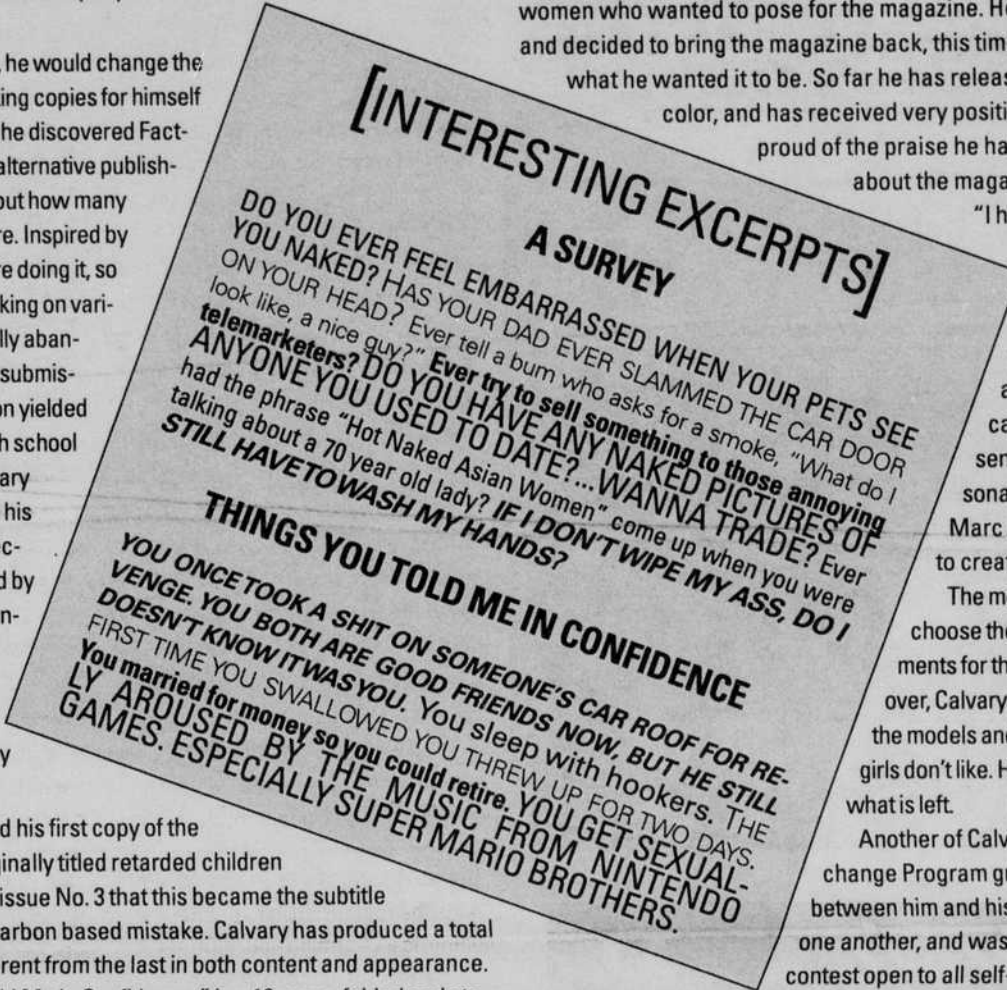 he would change the
ing copies for himself
he discovered Fact-
alternative publish-
out how many
re. Inspired by
re doing it, so
king on vari-
lly aban-
submis-
on yielded
h school
ary
his
c-
d by
n-
y
d his first copy of the
inally titled retarded children
issue No. 3 that this became the subtitle
arbon based mistake. Calvary has produced a total
rent from the last in both content and appearance.
[INTERESTING EXCERPTS]
A SURVEY
DO YOU EVER FEEL EMBARRASSED WHEN YOUR PETS SEE
YOU NAKED? HAS YOUR DAD EVER SLAMMED THE CAR DOOR
ON YOUR HEAD? Ever tell a bum who asks for a smoke, "What do I
look like, a nice guy?" Ever try to sell something to those annoying
telemarketers? DO YOU HAVE ANY NAKED PICTURES OF
ANYONE YOU USED TO DATE?... WANNA TRADE? Ever
had the phrase "Hot Naked Asian Women" come up when you were
talking about a 70 year old lady? IF I DON'T WIPE MY ASS, DO I
STILL HAVE TO WASH MY HANDS?
THINGS YOU TOLD ME IN CONFIDENCE
YOU ONCE TOOK A SHIT ON SOMEONE'S CAR ROOF FOR RE-
VENGE. YOU BOTH ARE GOOD FRIENDS NOW, BUT HE STILL
DOESN'T KNOW IT WAS YOU. You sleep with hookers. THE
FIRST TIME YOU SWALLOWED YOU THREW UP FOR TWO DAYS.
You married for money so you could retire. YOU GET SEXUAL-
LY AROUSED BY THE MUSIC FROM NINTENDO
GAMES. ESPECIALLY SUPER MARIO BROTHERS.
women who wanted to pose for the magazine. He
and decided to bring the magazine back, this tim
what he wanted it to be. So far he has releas
color, and has received very positi
proud of the praise he ha
about the maga
"I h
a
ca
sen
sona
Marc
to crea
The m
choose the
ments for th
over, Calvary
the models an
girls don't like. H
what is left.
Another of Calv
change Program g
between him and his
one another, and was
contest open to all self-